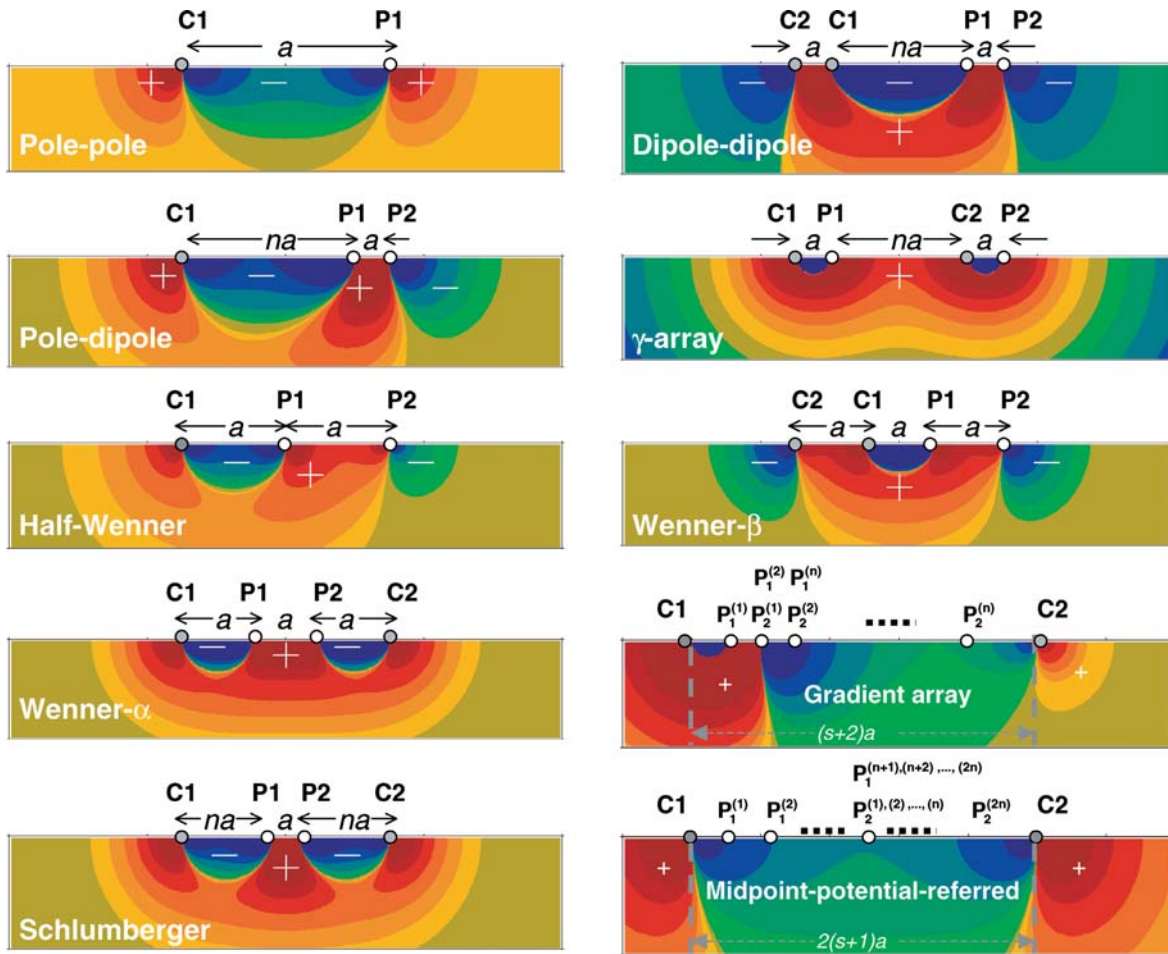 C1 P1
a
+ − +
Pole-pole
C1 P1 P2
na a
+ − + −
Pole-dipole
C1 P1 P2
a a
− + −
Half-Wenner
C1 P1 P2 C2
a a a
− + −
Wenner-α
C1 P1 P2 C2
na a na
− + −
Schlumberger
C2 C1 P1 P2
a na a
− − −
+
Dipole-dipole
C1 P1 C2 P2
a na a
+
γ-array
C2 C1 P1 P2
a a a
− + −
Wenner-β
P₁⁽²⁾ P₁⁽ⁿ⁾
C1 P₁⁽¹⁾ P₂⁽¹⁾ P₂⁽²⁾ P₂⁽ⁿ⁾ C2
+ +
Gradient array
(s+2)a
P₁⁽ⁿ⁺¹⁾,⁽ⁿ⁺²⁾,...,⁽²ⁿ⁾
C1 P₁⁽¹⁾ P₁⁽²⁾ P₂⁽¹⁾,⁽²⁾,...,⁽ⁿ⁾ P₂⁽²ⁿ⁾ C2
+ +
Midpoint-potential-referred
2(s+1)a